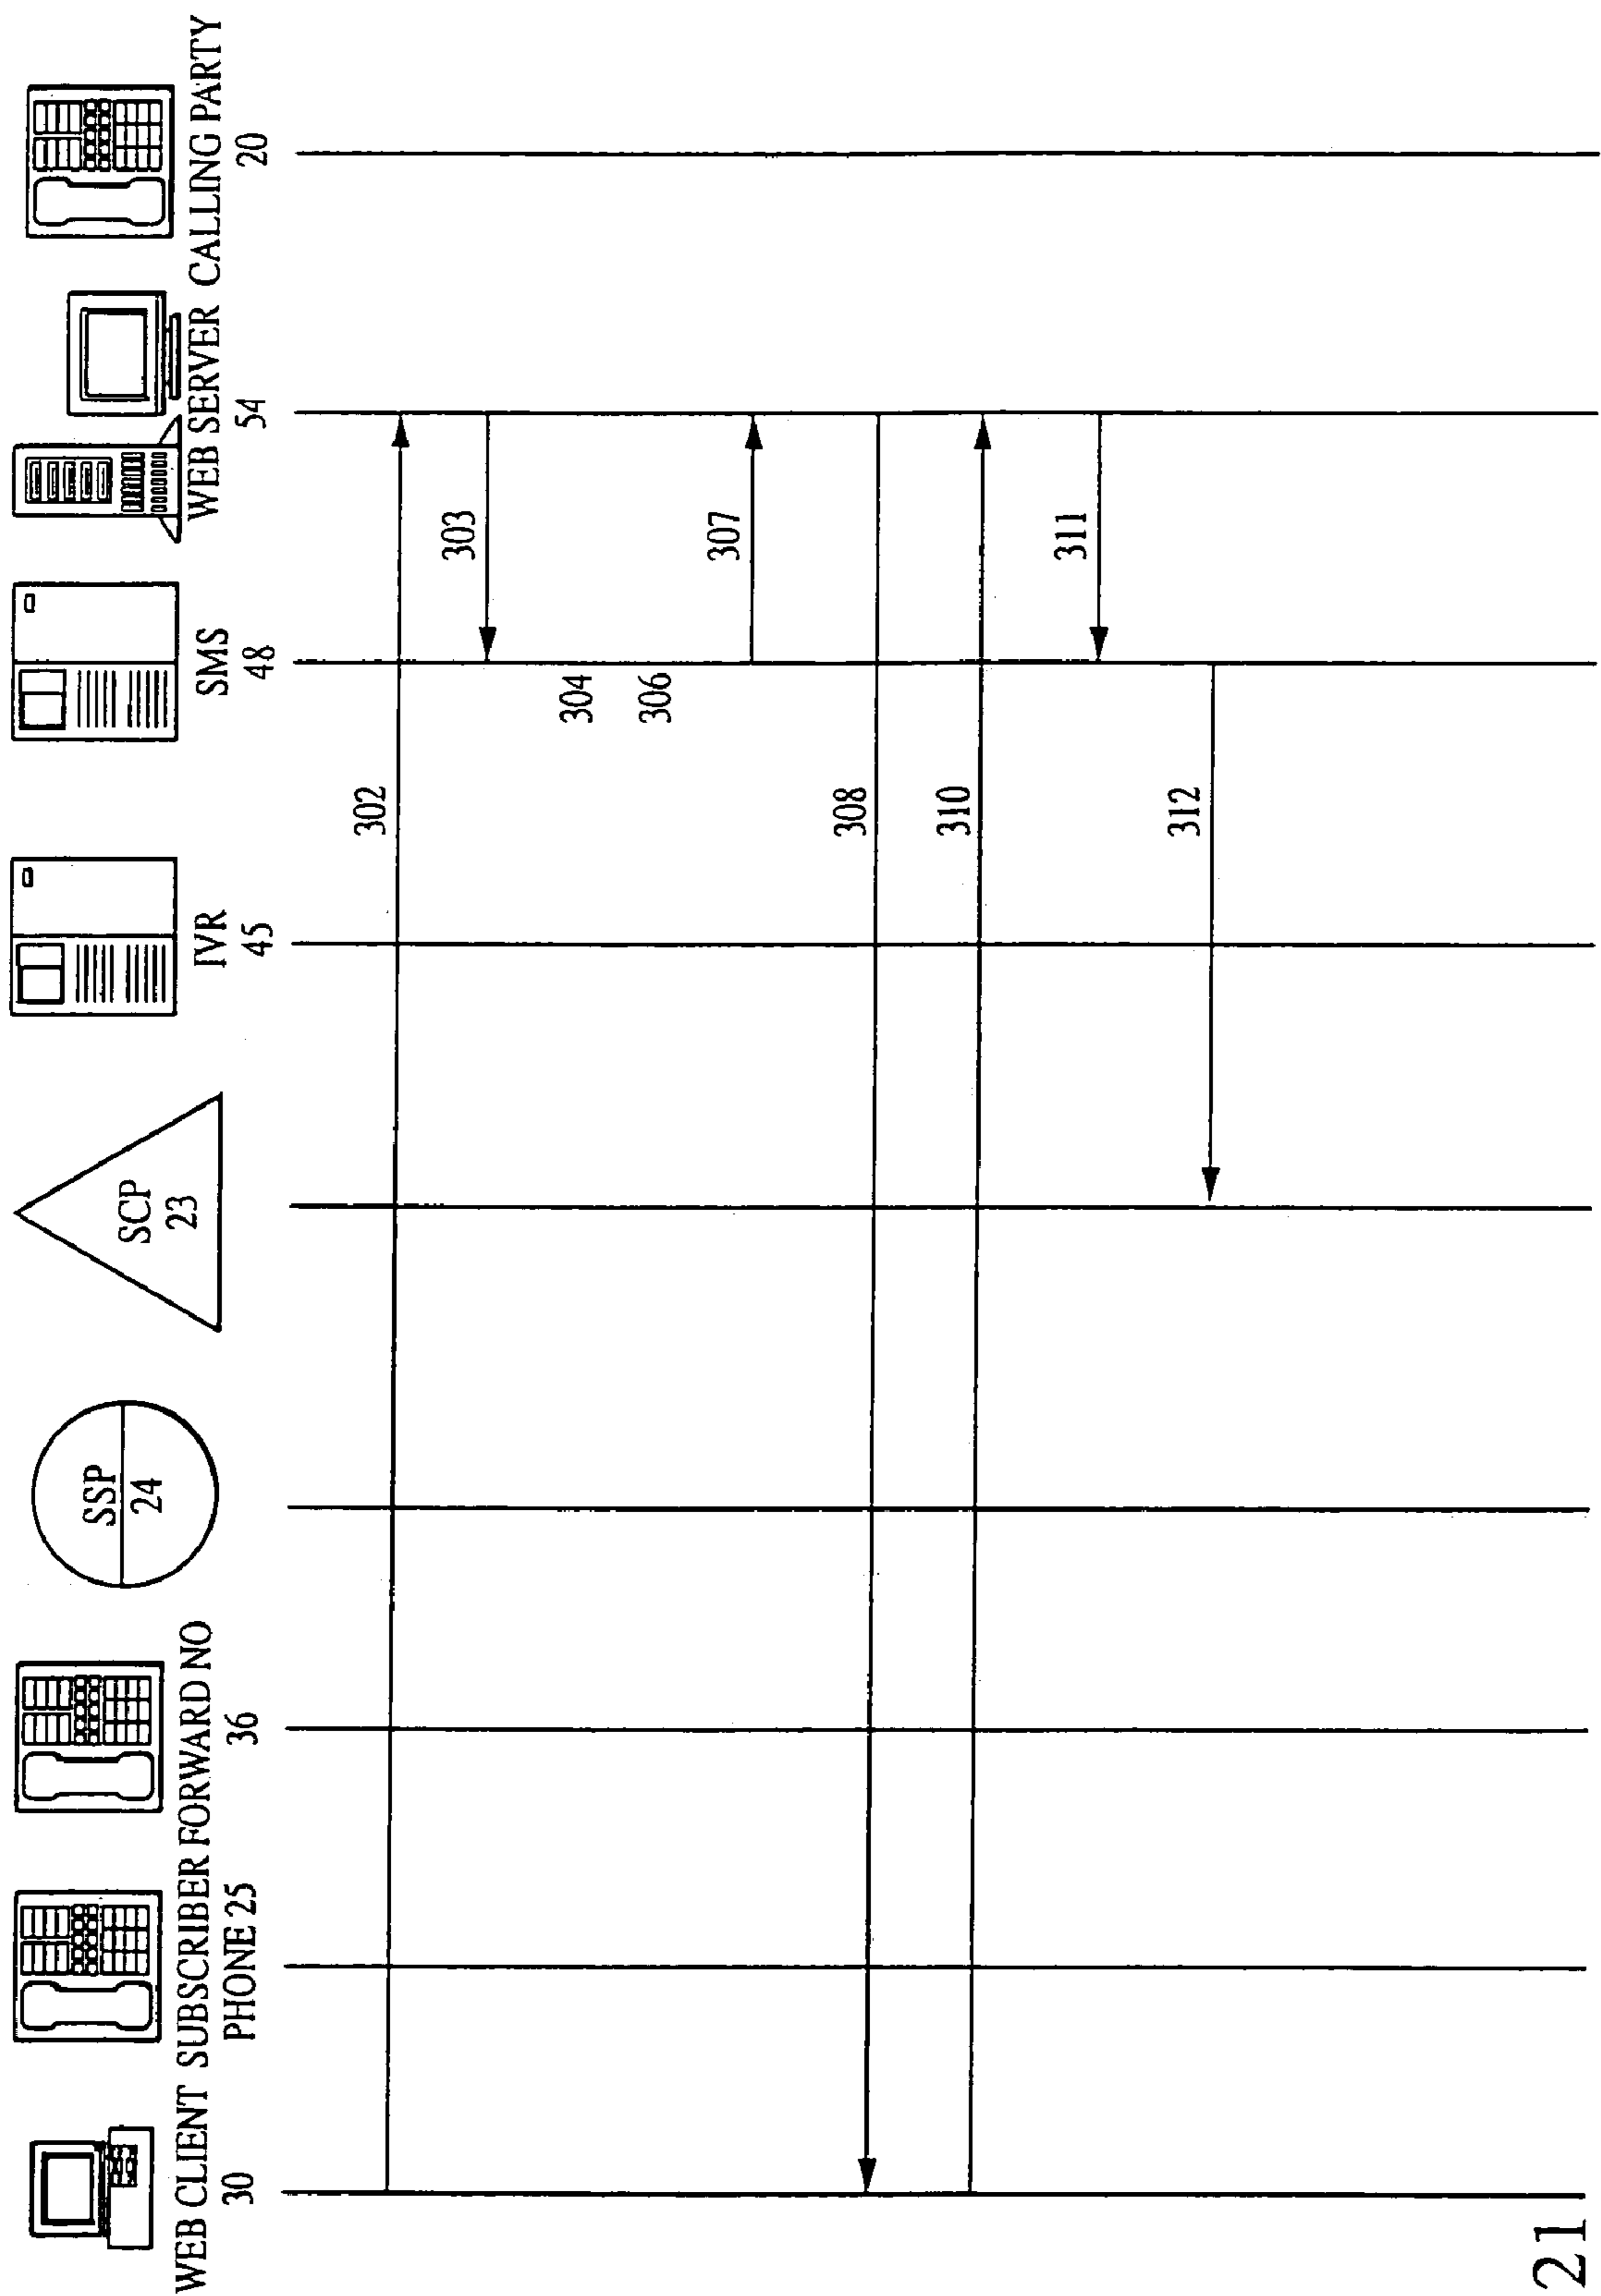 WEB CLIENT
30
SUBSCRIBER
PHONE 25
FORWARD NO
36
SSP
24
SCP
23
IVR
45
SMS
48
WEB SERVER
54
CALLING PARTY
20
302
303
304
306
307
308
310
311
312
21